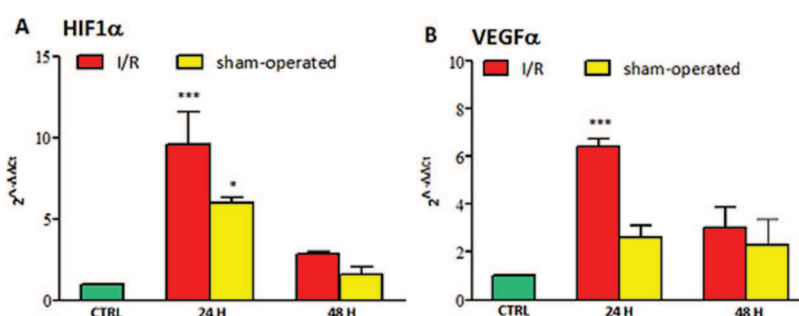 A HIF1α
I/R sham-operated
15
10
5
0
2^-ΔΔCt
***
*
CTRL 24 H 48 H
B VEGFα
I/R sham-operated
10
8
6
4
2
0
2^-ΔΔCt
***
CTRL 24 H 48 H